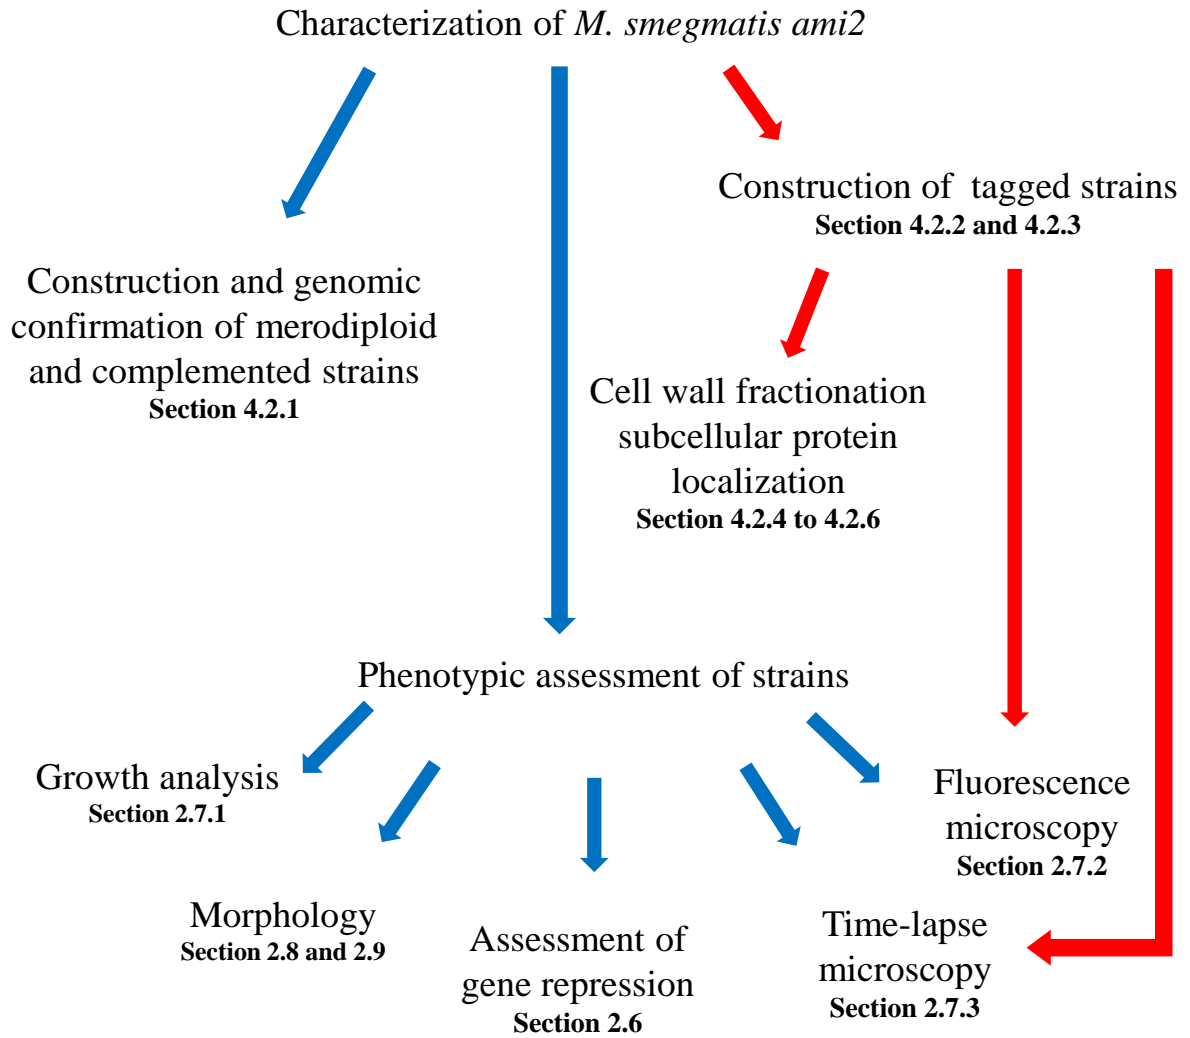 Characterization of M. smegmatis ami2
Construction of tagged strains
Section 4.2.2 and 4.2.3
Construction and genomic
confirmation of merodiploid
and complemented strains
Section 4.2.1
Cell wall fractionation
subcellular protein
localization
Section 4.2.4 to 4.2.6
Phenotypic assessment of strains
Growth analysis
Section 2.7.1
Morphology
Section 2.8 and 2.9
Assessment of
gene repression
Section 2.6
Time-lapse
microscopy
Section 2.7.3
Fluorescence
microscopy
Section 2.7.2